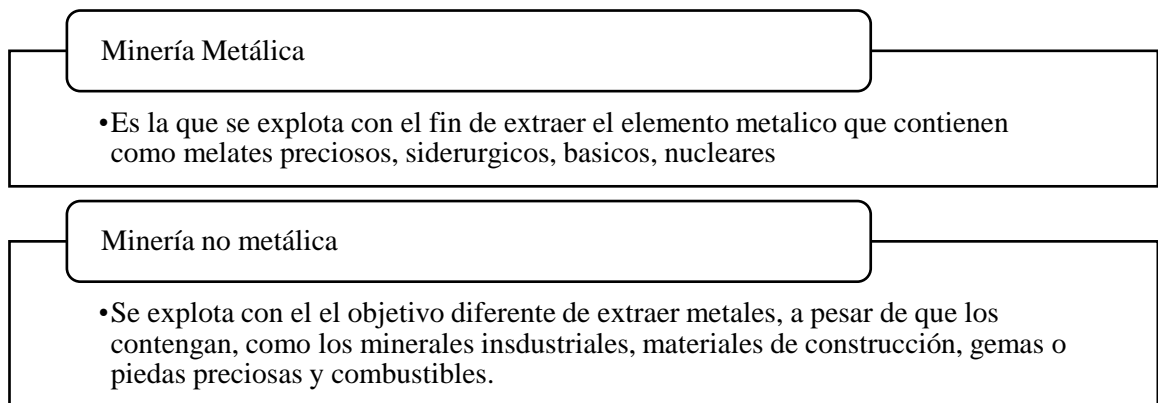 Minería Metálica
•Es la que se explota con el fin de extraer el elemento metalico que contienen
como melates preciosos, siderurgicos, basicos, nucleares
Minería no metálica
•Se explota con el el objetivo diferente de extraer metales, a pesar de que los
contengan, como los minerales insdustriales, materiales de construcción, gemas o
piedas preciosas y combustibles.